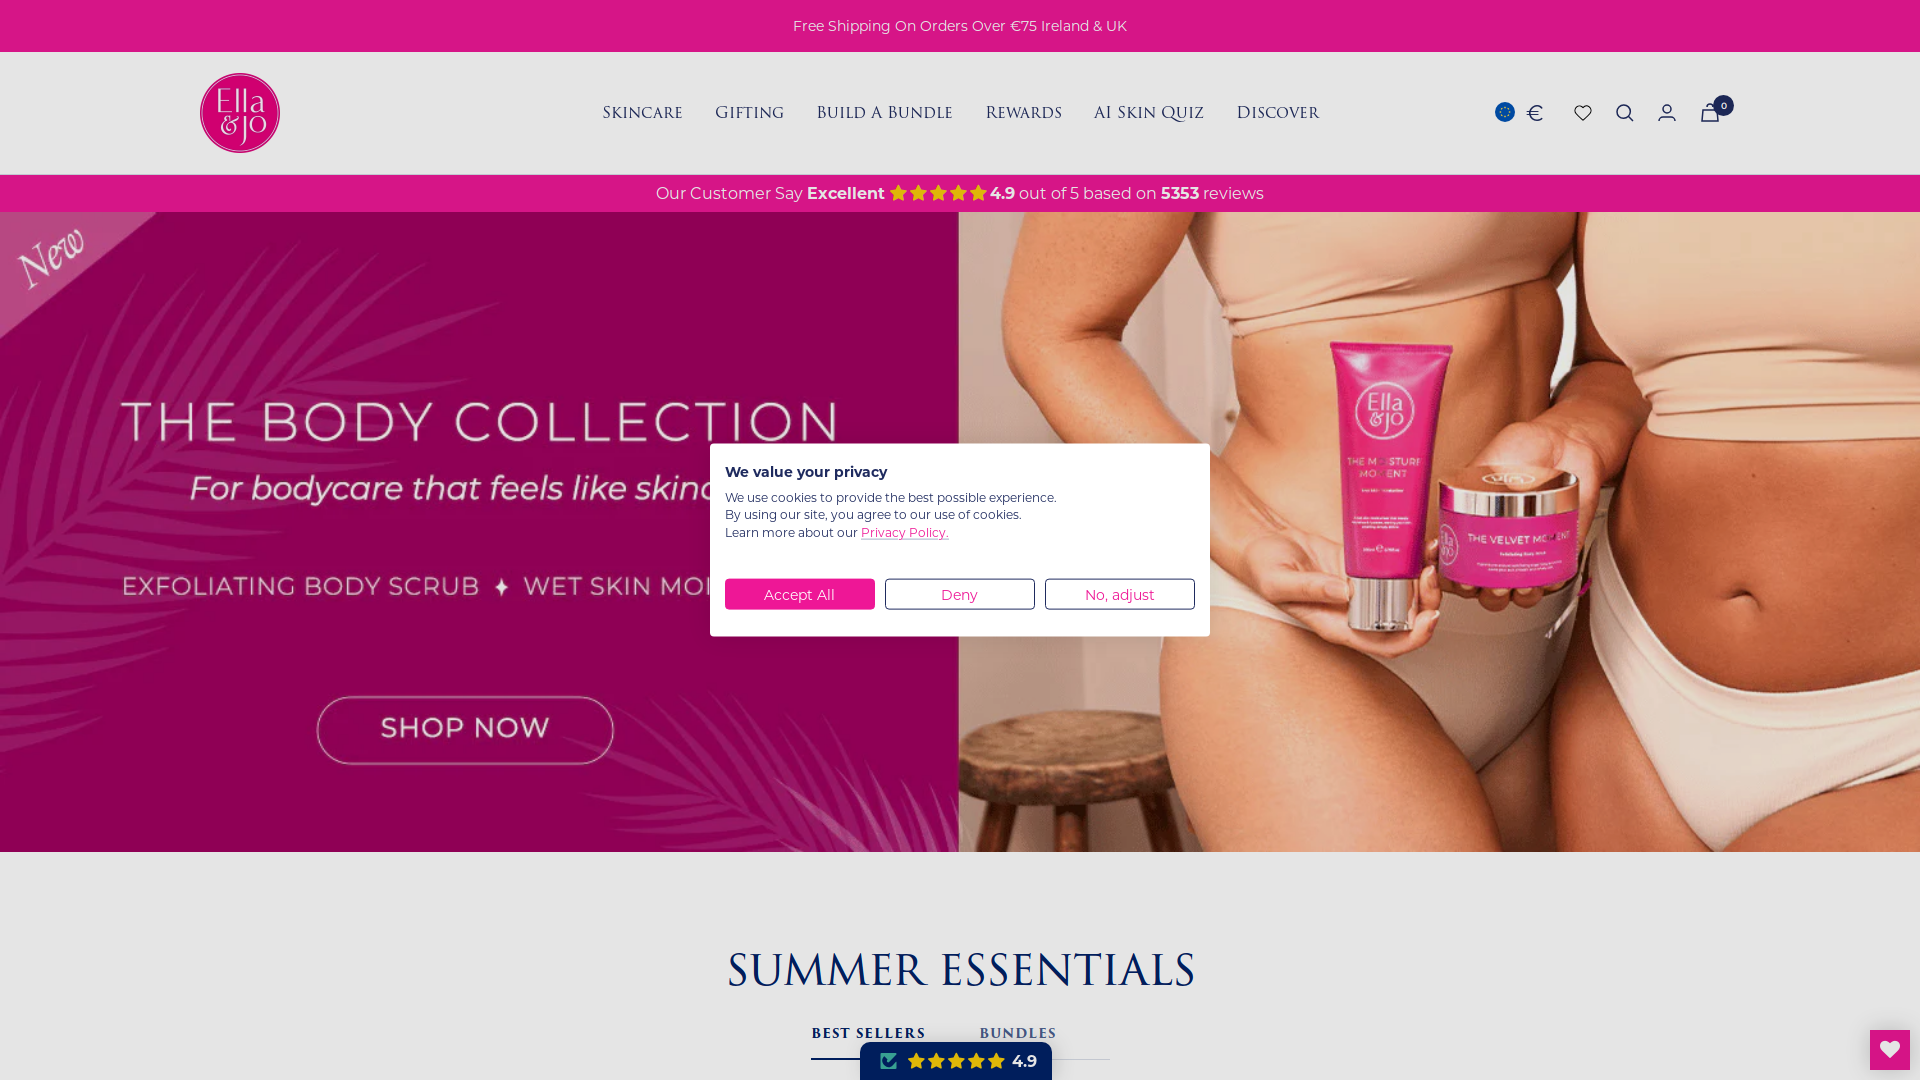 Free Shipping On Orders Over €75 Ireland & UK
Ella
&jo
Skincare Gifting Build A Bundle Rewards AI Skin Quiz Discover
€
0
Our Customer Say Excellent 4.9 out of 5 based on 5353 reviews
New
THE BODY COLLECTION
For bodycare that feels like
EXFOLIATING BODY SCRUB WET SKIN
SHOP NOW
Ella
&jo
THE MOISTURE
MOMENT
Ella
&jo
THE VELVET MOMENT
We value your privacy
We use cookies to provide the best possible experience.
By using our site, you agree to our use of cookies.
Learn more about our Privacy Policy.
Accept All Deny No, adjust
SUMMER ESSENTIALS
BEST SELLERS BUNDLES
4.9